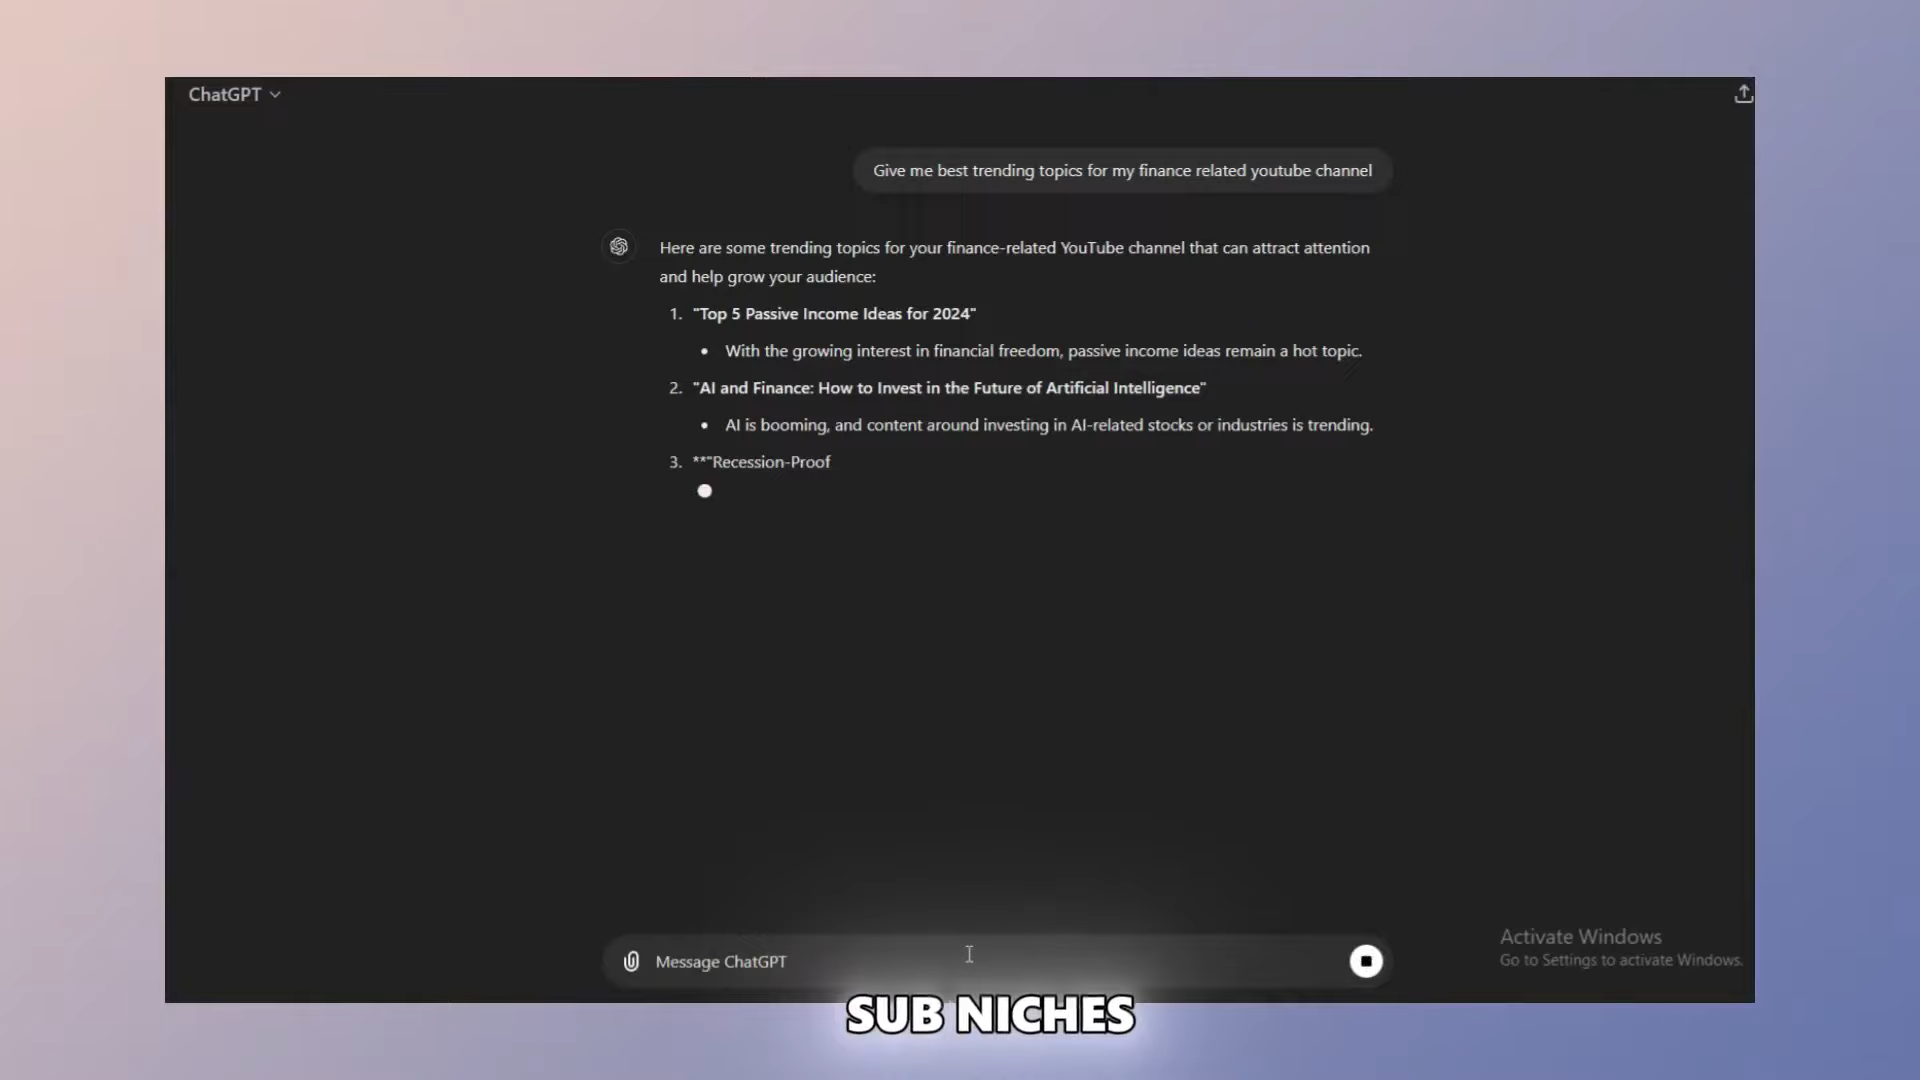 ChatGPT
Give me best trending topics for my finance related youtube channel
Here are some trending topics for your finance-related YouTube channel that can attract attention
and help grow your audience:
1. "Top 5 Passive Income Ideas for 2024"
• With the growing interest in financial freedom, passive income ideas remain a hot topic.
2. "AI and Finance: How to Invest in the Future of Artificial Intelligence"
• AI is booming, and content around investing in AI-related stocks or industries is trending.
3. **"Recession-Proof
Message ChatGPT
Activate Windows
Go to Settings to activate Windows.
SUB NICHES